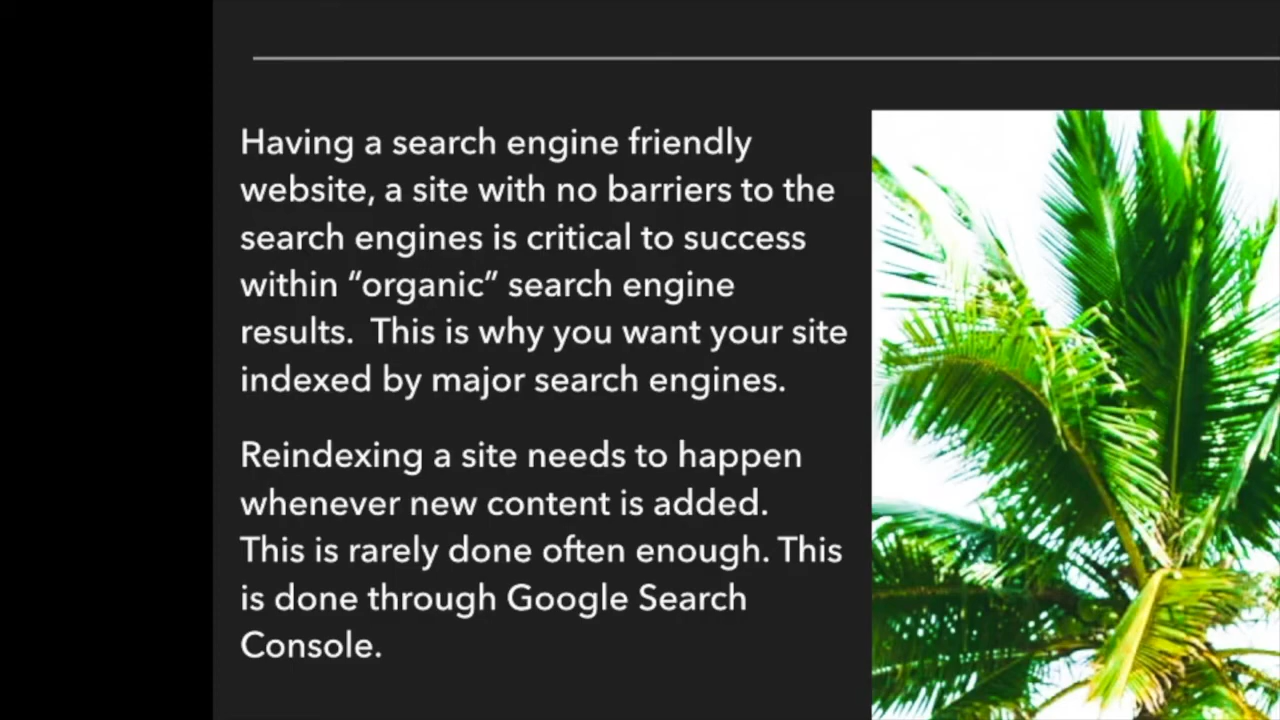 Having a search engine friendly
website, a site with no barriers to the
search engines is critical to success
within “organic” search engine
results.  This is why you want your site
indexed by major search engines.
Reindexing a site needs to happen
whenever new content is added.
This is rarely done often enough. This
is done through Google Search
Console.